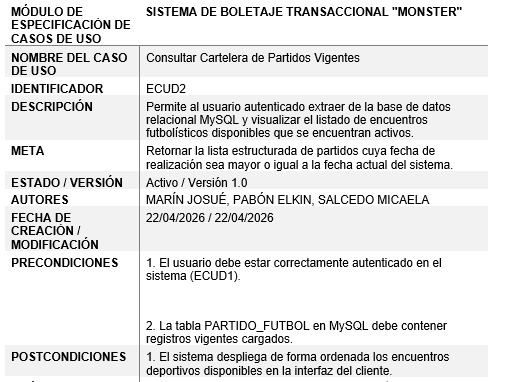 MÓDULO DE
ESPECIFICACIÓN DE
CASOS DE USO
SISTEMA DE BOLETAJE TRANSACCIONAL "MONSTER"
NOMBRE DEL CASO
DE USO
Consultar Cartelera de Partidos Vigentes
IDENTIFICADOR
ECUD2
DESCRIPCIÓN
Permite al usuario autenticado extraer de la base de datos
relacional MySQL y visualizar el listado de encuentros
futbolísticos disponibles que se encuentran activos.
META
Retornar la lista estructurada de partidos cuya fecha de
realización sea mayor o igual a la fecha actual del sistema.
ESTADO / VERSIÓN
Activo / Versión 1.0
AUTORES
MARÍN JOSUÉ, PABÓN ELKIN, SALCEDO MICAELA
FECHA DE
CREACIÓN /
MODIFICACIÓN
22/04/2026 / 22/04/2026
PRECONDICIONES
1. El usuario debe estar correctamente autenticado en el
sistema (ECUD1).
2. La tabla PARTIDO_FUTBOL en MySQL debe contener
registros vigentes cargados.
POSTCONDICIONES
1. El sistema despliega de forma ordenada los encuentros
deportivos disponibles en la interfaz del cliente.